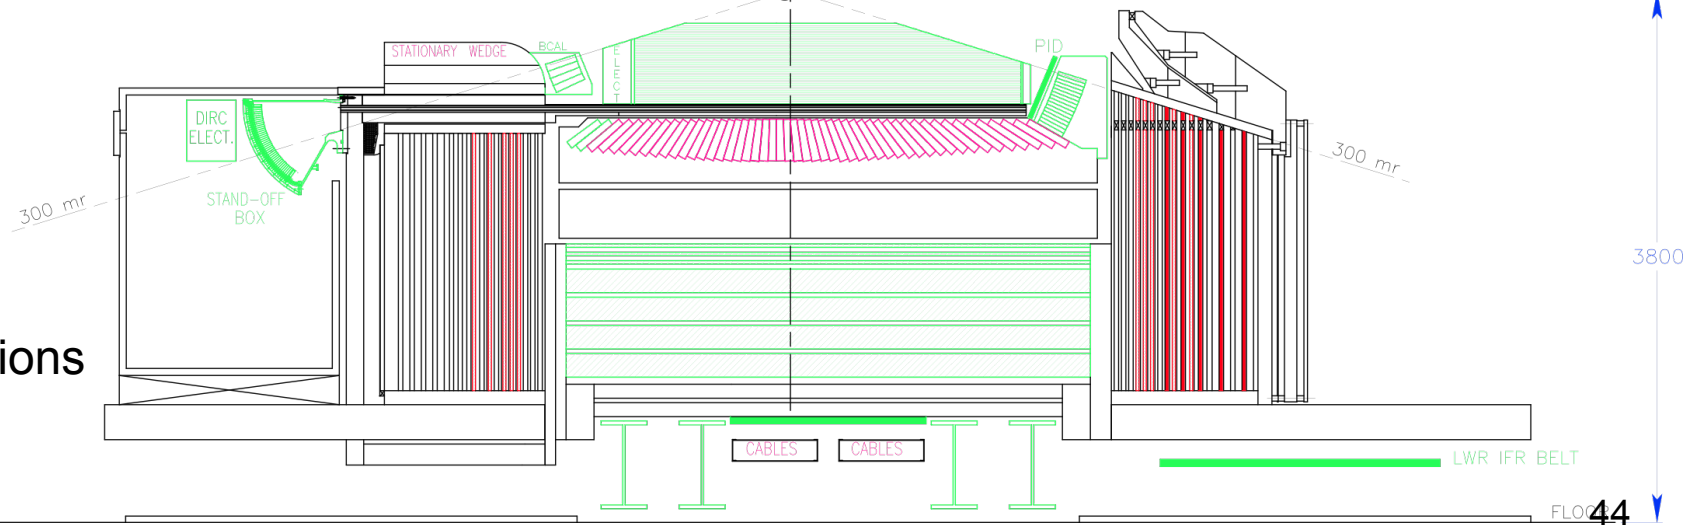 STATIONARY WEDGE
BCAL
ELECT
PID
DIRC
ELECT.
STAND-OFF
BOX
300 mr
300 mr
3800
ions
CABLES
CABLES
LWR IFR BELT
FLOOR
44